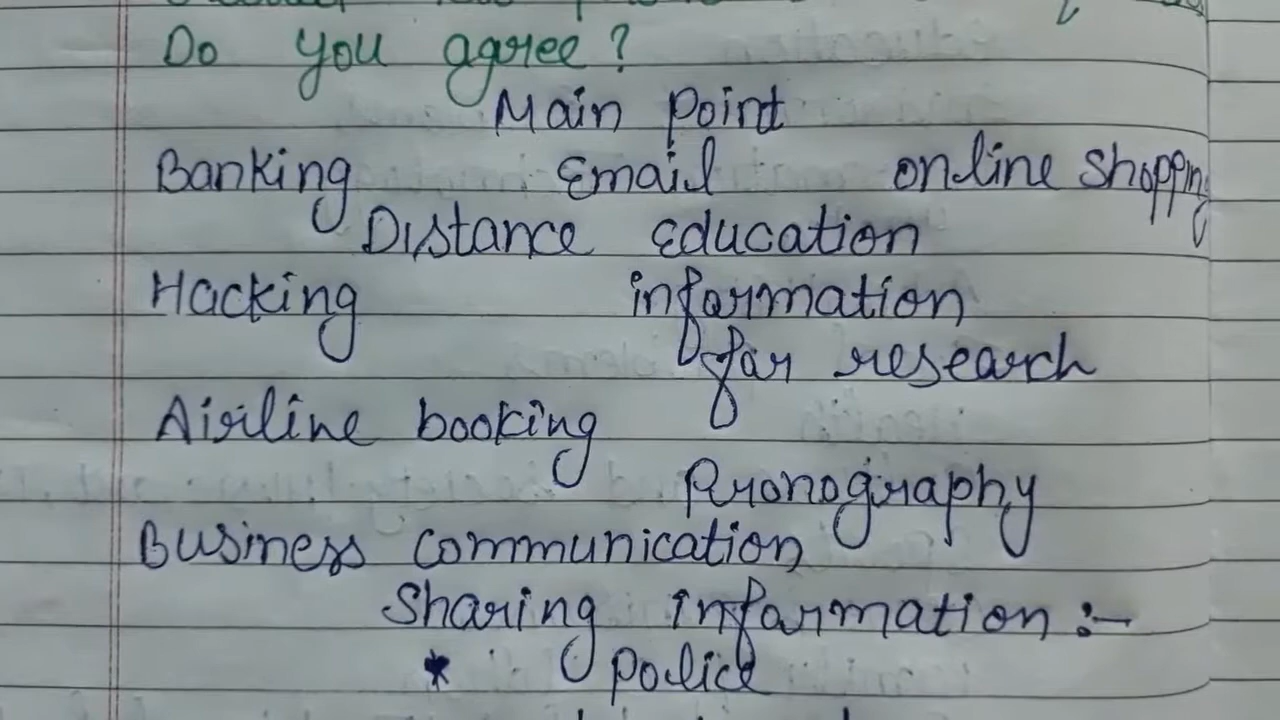 Do you agree?
Main Point
Banking Email online shopping
Distance education
Hacking information
for research
Airline booking
Pronography
Business communication
Sharing information :-
* Police